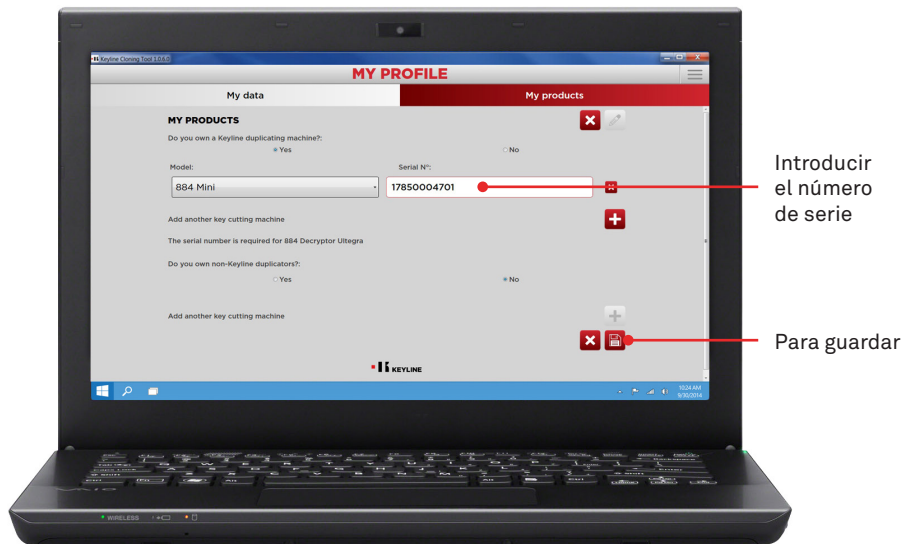 Keyline Cloning Tool 1.0.6.0
MY PROFILE
My data
My products
MY PRODUCTS
Do you own a Keyline duplicating machine?:
Yes
No
Model:
Serial N°:
884 Mini
17850004701
Introducir
el número
de serie
Add another key cutting machine
The serial number is required for 884 Decryptor Ultegra
Do you own non-Keyline duplicators?:
Yes
No
Add another key cutting machine
Para guardar
KEYLINE
10:24 AM
9/30/2014
VAIO
WIRELESS